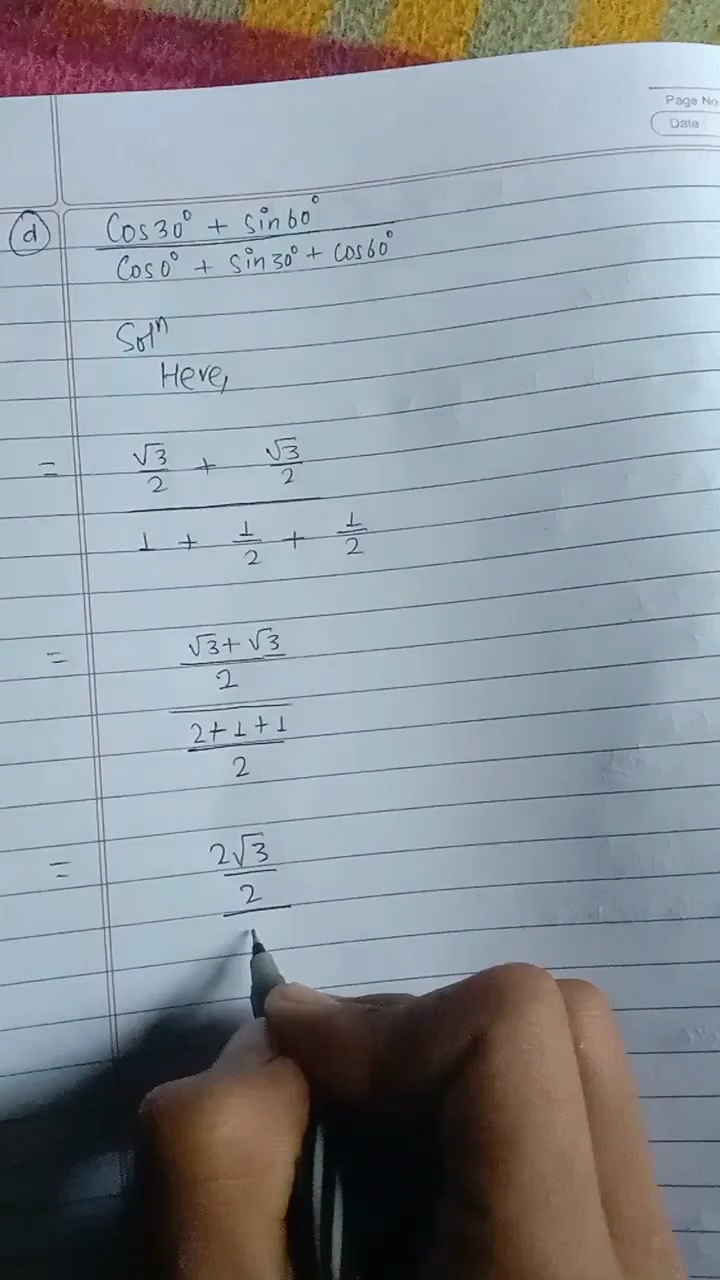 Page No
Date
(d) Cos30° + Sin60°
Cos0° + Sin30° + Cos60°
Solⁿ
Here,
= √3/2 + √3/2
1 + 1/2 + 1/2
= √3 + √3
2
2 + 1 + 1
2
= 2√3
2